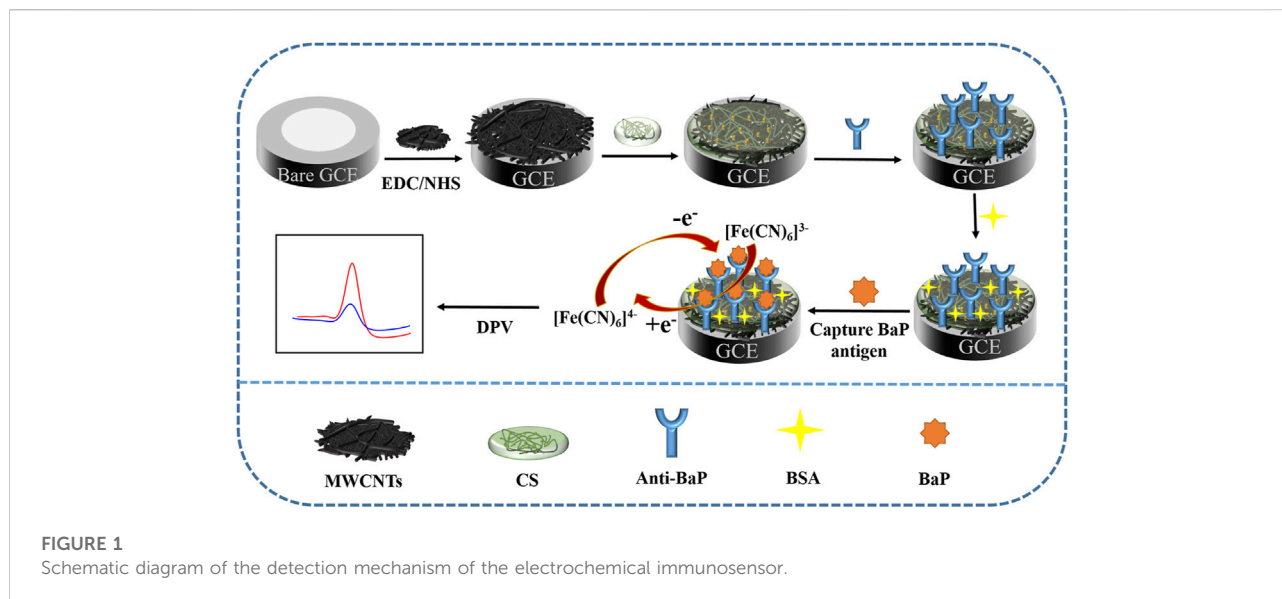 Bare GCE
EDC/NHS
GCE
GCE
GCE
-e-
[Fe(CN)6]3-
[Fe(CN)6]4-
+e-
DPV
GCE
Capture BaP
antigen
GCE
MWCNTs
CS
Anti-BaP
BSA
BaP
FIGURE 1
Schematic diagram of the detection mechanism of the electrochemical immunosensor.